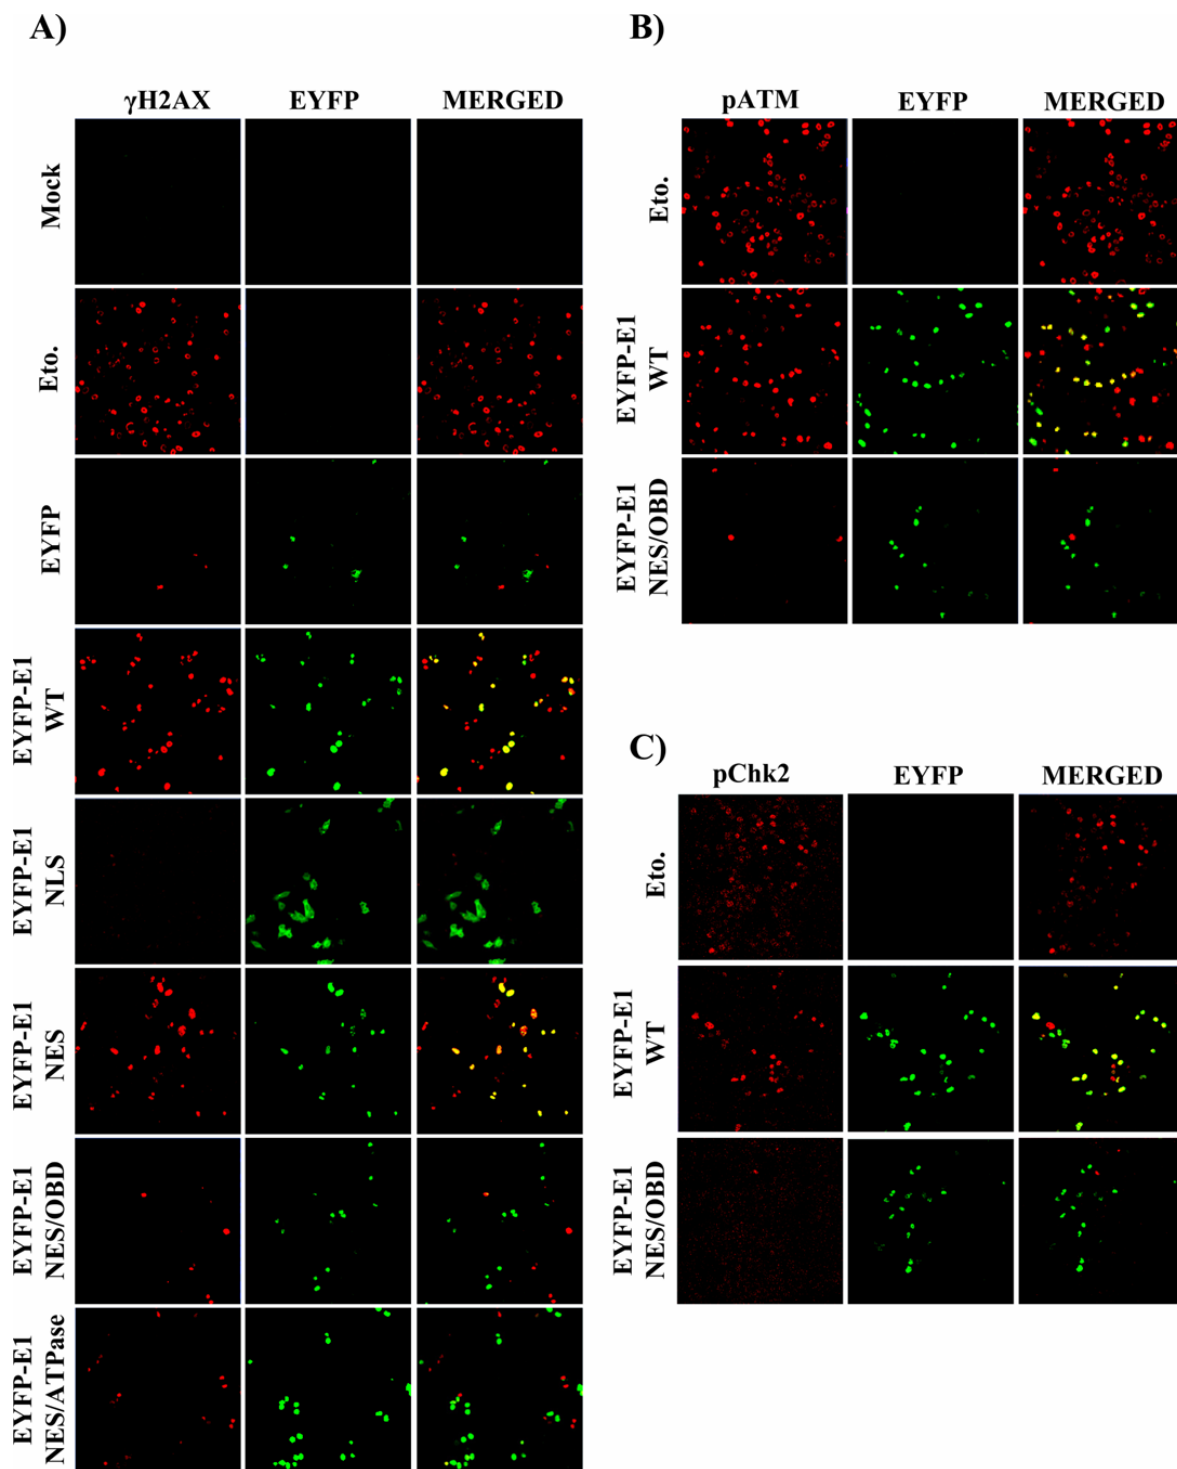 A)
γH2AX EYFP MERGED
Mock
Eto.
EYFP
EYFP-E1
WT
EYFP-E1
NLS
EYFP-E1
NES
EYFP-E1
NES/OBD
EYFP-E1
NES/ATPase
B)
pATM EYFP MERGED
Eto.
EYFP-E1
WT
EYFP-E1
NES/OBD
C)
pChk2 EYFP MERGED
Eto.
EYFP-E1
WT
EYFP-E1
NES/OBD